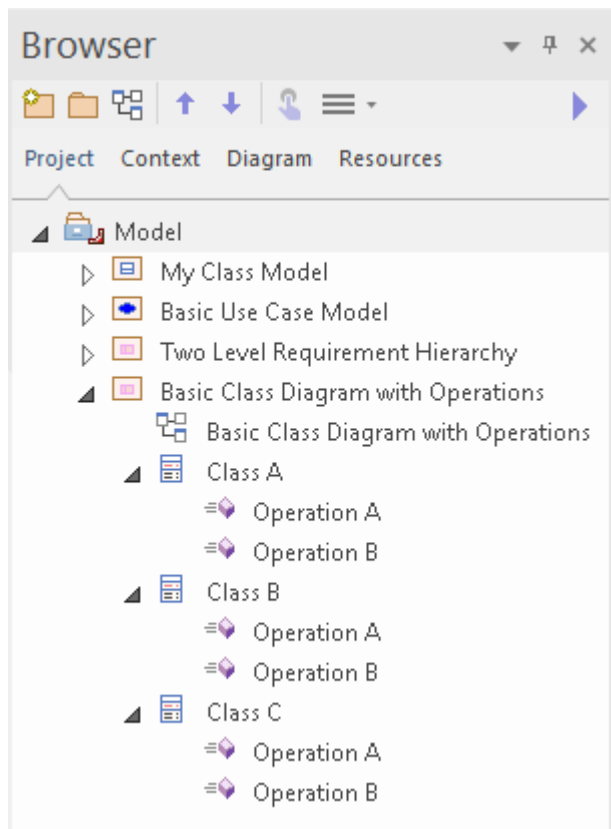 Browser
Project Context Diagram Resources
Model
My Class Model
Basic Use Case Model
Two Level Requirement Hierarchy
Basic Class Diagram with Operations
Basic Class Diagram with Operations
Class A
Operation A
Operation B
Class B
Operation A
Operation B
Class C
Operation A
Operation B